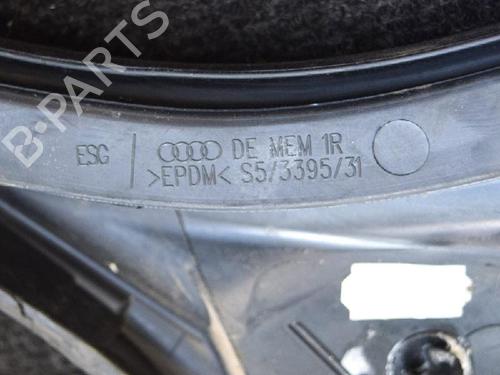 B-PARTS
ESG
DE MEM 1R
>EPDM< S5/3395/31